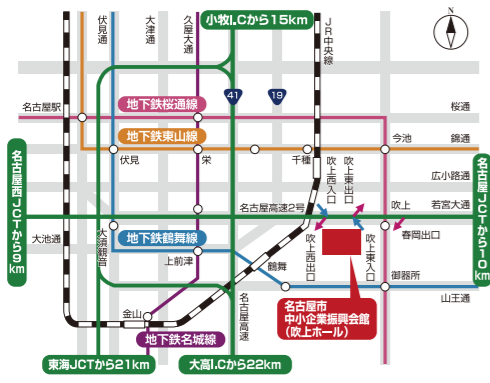 小牧I.Cから15km
N
伏見通
大津通
久屋大通
JR中央線
41
19
名古屋駅
地下鉄桜通線
桜通
地下鉄東山線
伏見
栄
千種
今池
錦通
広小路通
吹上西入口
吹上東出口
名古屋高速2号
吹上
若宮大通
名古屋西JCTから9km
名古屋JCTから10km
大須観音
大池通
地下鉄鶴舞線
上前津
鶴舞
吹上西出口
吹上東入口
春岡出口
御器所
山王通
金山
地下鉄名城線
名古屋高速
名古屋市
中小企業振興会館
(吹上ホール)
東海JCTから21km
大高I.Cから22km